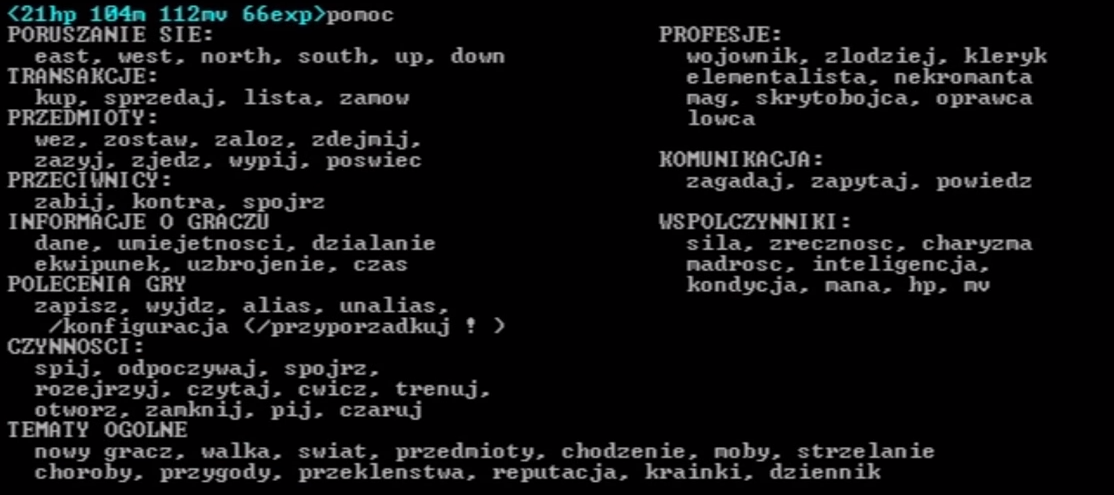 <21hp 104m 112mv 66exp>pomoc
PORUSZANIE SIE:
east, west, north, south, up, down
TRANSAKCJE:
kup, sprzedaj, lista, zamow
PRZEDMIOTY:
wez, zostaw, zaloz, zdejmij,
zazyj, zjedz, wypij, poswiec
PRZECIWNICY:
zabij, kontra, spojrz
INFORMACJE O GRACZU
dane, umiejetnosci, dzialanie
ekwipunek, uzbrojenie, czas
POLECENIA GRY
zapisz, wyjdz, alias, unalias,
/konfiguracja (/przyporzadkuj ! )
CZYNNOSCI:
spij, odpoczywaj, spojrz,
rozejrzyj, czytaj, cwicz, trenuj,
otworz, zamknij, pij, czaruj
TEMATY OGOLNE
nowy gracz, walka, swiat, przedmioty, chodzenie, moby, strzelanie
choroby, przygody, przeklenstwa, reputacja, krainki, dziennik
PROFESJE:
wojownik, zlodziej, kleryk
elementalista, nekromanta
mag, skrytobojca, oprawca
lowca
KOMUNIKACJA:
zagadaj, zapytaj, powiedz
WSPOLCZYNNIKI:
sila, zrecznosc, charyzma
madrosc, inteligencja,
kondycja, mana, hp, mv